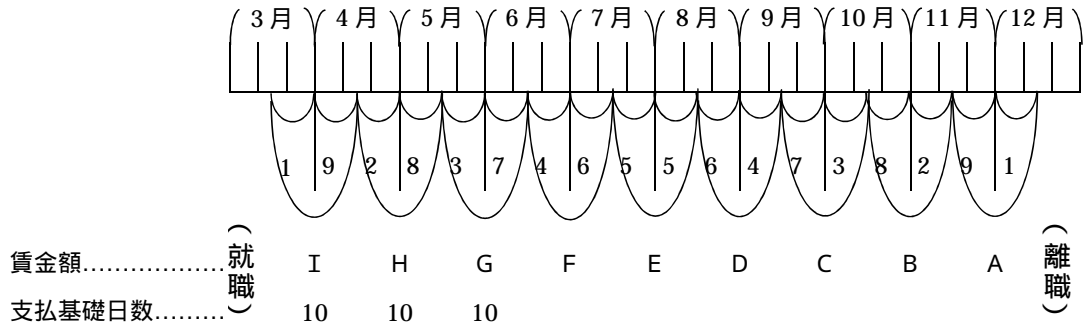 3月 4月 5月 6月 7月 8月 9月 10月 11月 12月
1 9 2 8 3 7 4 6 5 5 6 4 7 3 8 2 9 1
賃金額.................(就職) I H G F E D C B A (離職)
支払基礎日数......... 10 10 10